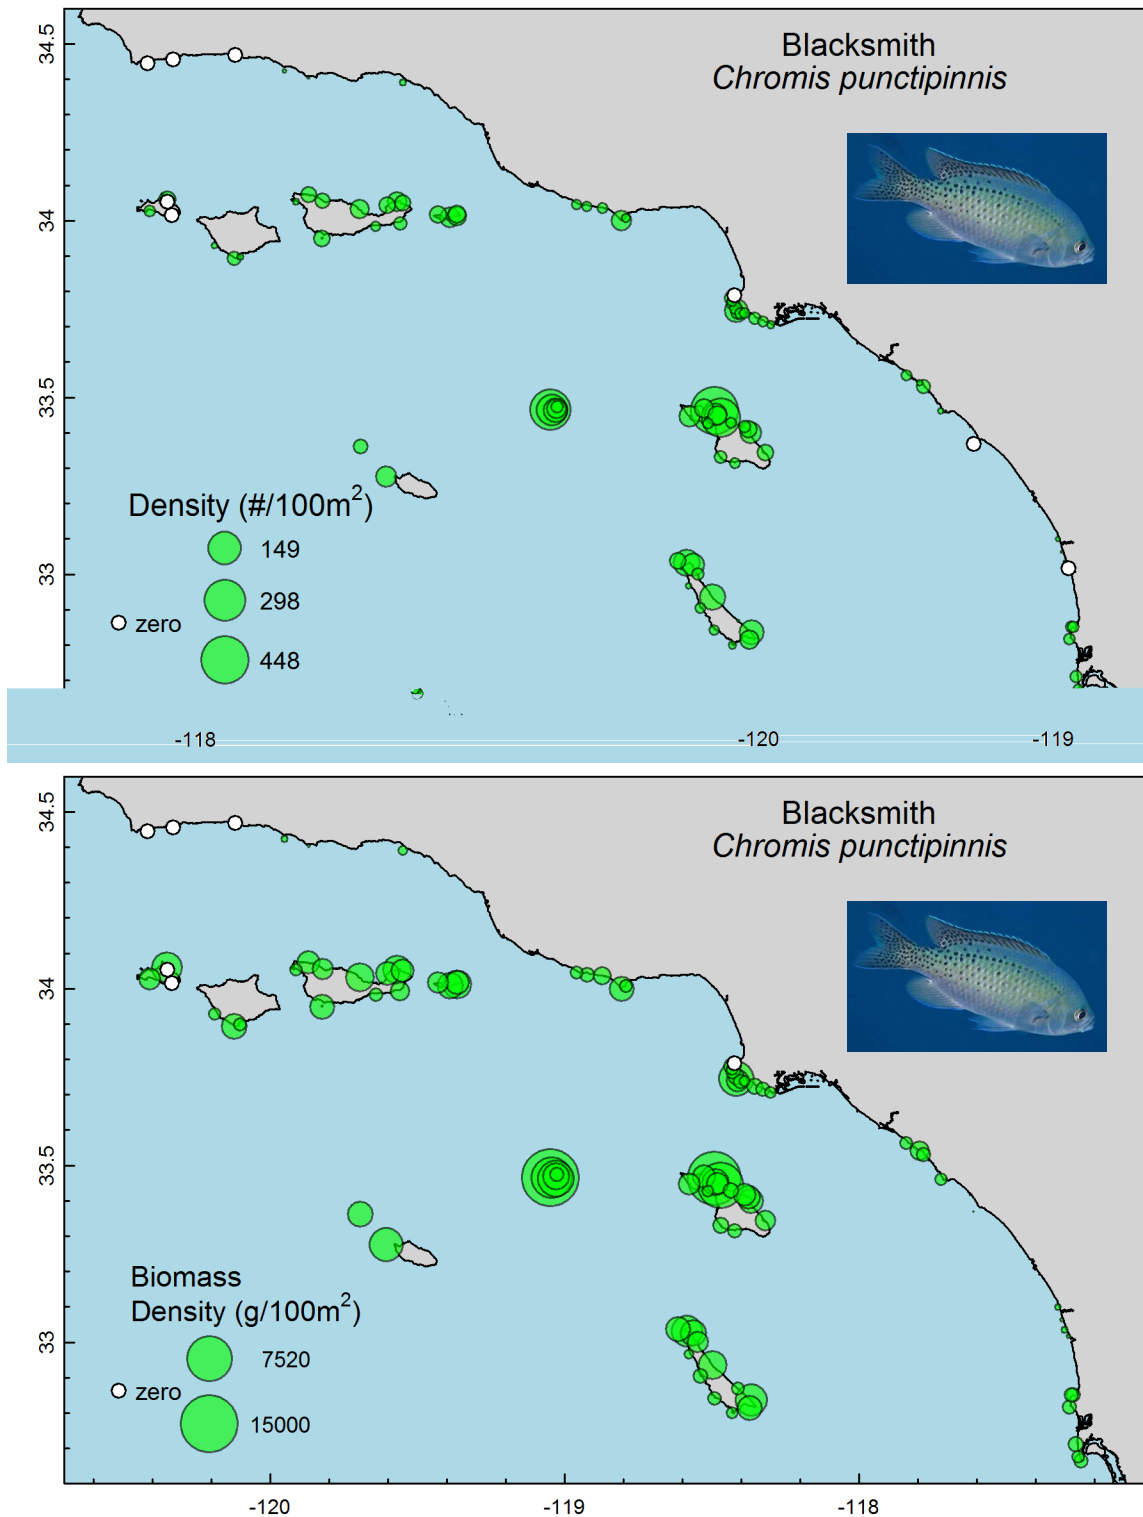 34.5
34
33.5
33
Blacksmith
Chromis punctipinnis
Density (#/100m2)
149
298
zero
448
-118
-120
-119
34.5
34
33.5
33
Blacksmith
Chromis punctipinnis
Biomass
Density (g/100m2)
7520
zero
15000
-120
-119
-118